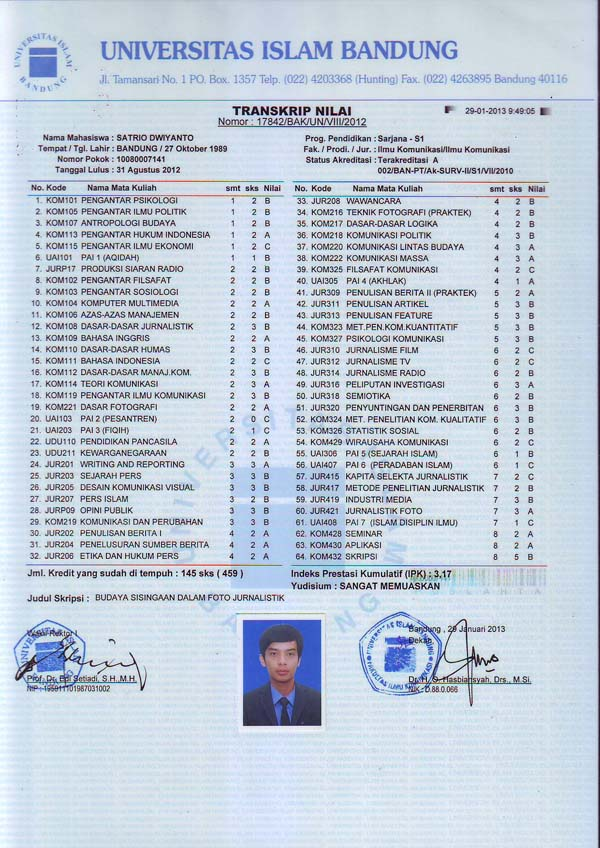 UNIVERSITAS ISLAM
BANDUNG
UNIVERSITAS ISLAM BANDUNG
Jl. Tamansari No. 1 PO. Box. 1357 Telp. (022) 4203368 (Hunting) Fax. (022) 4263895 Bandung 40116
TRANSKRIP NILAI
Nomor : 17842/BAK/UN/VIII/2012
29-01-2013 9:49:05
Nama Mahasiswa : SATRIO DWIYANTO
Tempat / Tgl. Lahir : BANDUNG / 27 Oktober 1989
Nomor Pokok : 10080007141
Tanggal Lulus : 31 Agustus 2012
Prog. Pendidikan : Sarjana - S1
Fak. / Prodi. / Jur. : Ilmu Komunikasi/Ilmu Komunikasi
Status Akreditasi : Terakreditasi A
002/BAN-PT/Ak-SURV-II/S1/VII/2010
No. Kode Nama Mata Kuliah smt sks Nilai
1. KOM101 PENGANTAR PSIKOLOGI 1 2 B
2. KOM105 PENGANTAR ILMU POLITIK 1 2 B
3. KOM107 ANTROPOLOGI BUDAYA 1 2 B
4. KOM113 PENGANTAR HUKUM INDONESIA 1 2 A
5. KOM115 PENGANTAR ILMU EKONOMI 1 2 C
6. UAI101 PAI 1 (AQIDAH) 1 1 B
7. JURP17 PRODUKSI SIARAN RADIO 2 2 B
8. KOM102 PENGANTAR FILSAFAT 2 2 B
9. KOM103 PENGANTAR SOSIOLOGI 2 2 B
10. KOM104 KOMPUTER MULTIMEDIA 2 2 A
11. KOM106 AZAS-AZAS MANAJEMEN 2 2 B
12. KOM108 DASAR-DASAR JURNALISTIK 2 3 B
13. KOM109 BAHASA INGGRIS 2 2 A
14. KOM110 DASAR-DASAR HUMAS 2 3 B
15. KOM111 BAHASA INDONESIA 2 2 C
16. KOM112 DASAR-DASAR MANAJ.KOM. 2 3 B
17. KOM114 TEORI KOMUNIKASI 2 3 A
18. KOM119 PENGANTAR ILMU KOMUNIKASI 2 3 B
19. KOM221 DASAR FOTOGRAFI 2 2 A
20. UAI103 PAI 2 (PESANTREN) 2 0 C
21. UAI203 PAI 3 (FIQIH) 2 1 C
22. UDU110 PENDIDIKAN PANCASILA 2 2 A
23. UDU211 KEWARGANEGARAAN 2 2 B
24. JUR201 WRITING AND REPORTING 3 3 A
25. JUR203 SEJARAH PERS 3 2 B
26. JUR205 DESAIN KOMUNIKASI VISUAL 3 3 B
27. JUR207 PERS ISLAM 3 2 B
28. JURP09 OPINI PUBLIK 3 3 B
29. KOM219 KOMUNIKASI DAN PERUBAHAN 3 3 B
30. JUR202 PENULISAN BERITA I 4 2 A
31. JUR204 PENELUSURAN SUMBER BERITA 4 2 A
32. JUR206 ETIKA DAN HUKUM PERS 4 2 A
No. Kode Nama Mata Kuliah smt sks Nilai
33. JUR208 WAWANCARA 4 2 B
34. KOM216 TEKNIK FOTOGRAFI (PRAKTEK) 4 2 B
35. KOM217 DASAR-DASAR LOGIKA 4 2 B
36. KOM218 KOMUNIKASI POLITIK 4 3 B
37. KOM220 KOMUNIKASI LINTAS BUDAYA 4 3 A
38. KOM222 KOMUNIKASI MASSA 4 3 A
39. KOM325 FILSAFAT KOMUNIKASI 4 2 C
40. UAI305 PAI 4 (AKHLAK) 4 1 A
41. JUR309 PENULISAN BERITA II (PRAKTEK) 5 2 A
42. JUR311 PENULISAN ARTIKEL 5 3 B
43. JUR313 PENULISAN FEATURE 5 3 B
44. KOM323 MET.PEN.KOM.KUANTITATIF 5 3 B
45. KOM327 PSIKOLOGI KOMUNIKASI 5 3 B
46. JUR310 JURNALISME FILM 6 2 C
47. JUR312 JURNALISME TV 6 2 C
48. JUR314 JURNALISME RADIO 6 2 B
49. JUR316 PELIPUTAN INVESTIGASI 6 3 A
50. JUR318 SEMIOTIKA 6 2 B
51. JUR320 PENYUNTINGAN DAN PENERBITAN 6 3 B
52. KOM324 MET. PENELITIAN KOM. KUALITATIF 6 3 B
53. KOM326 STATISTIK SOSIAL 6 2 B
54. KOM429 WIRAUSAHA KOMUNIKASI 6 2 C
55. UAI306 PAI 5 (SEJARAH ISLAM) 6 1 B
56. UAI407 PAI 6 (PERADABAN ISLAM) 6 1 C
57. JUR415 KAPITA SELEKTA JURNALISTIK 7 2 C
58. JUR417 METODE PENELITIAN JURNALISTIK 7 2 B
59. JUR419 INDUSTRI MEDIA 7 3 B
60. JUR421 JURNALISTIK FOTO 7 3 A
61. UAI408 PAI 7 (ISLAM DISIPLIN ILMU) 7 1 C
62. KOM428 SEMINAR 8 2 A
63. KOM430 APLIKASI 8 2 A
64. KOM432 SKRIPSI 8 5 B
Jml. Kredit yang sudah di tempuh : 145 sks ( 459 )
Indeks Prestasi Kumulatif (IPK) : 3,17
Yudisium : SANGAT MEMUASKAN
Judul Skripsi : BUDAYA SISINGAAN DALAM FOTO JURNALISTIK
Wakil Rektor I
Prof. Dr. Edi Setiadi, S.H.,M.H.
NIP : 195911101987031002
Bandung , 29 Januari 2013
Dekan,
Dr. H. O. Hasbiansyah, Drs., M.Si.
NIK : D.88.0.066